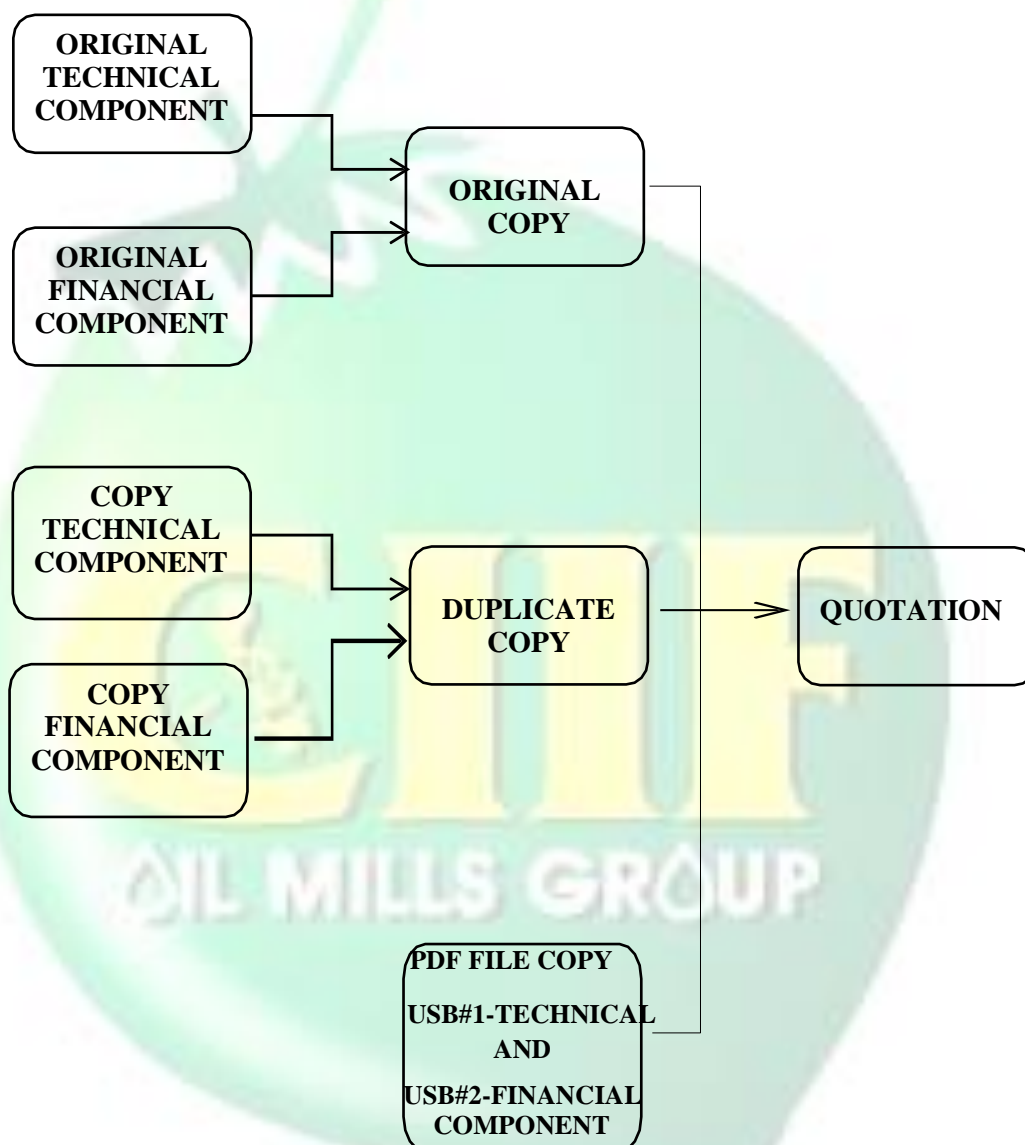 ORIGINAL
TECHNICAL
COMPONENT
ORIGINAL
COPY
ORIGINAL
FINANCIAL
COMPONENT
COPY
TECHNICAL
COMPONENT
DUPLICATE
COPY
QUOTATION
COPY
FINANCIAL
COMPONENT
CIIF
OIL MILLS GROUP
PDF FILE COPY
USB#1-TECHNICAL
AND
USB#2-FINANCIAL
COMPONENT